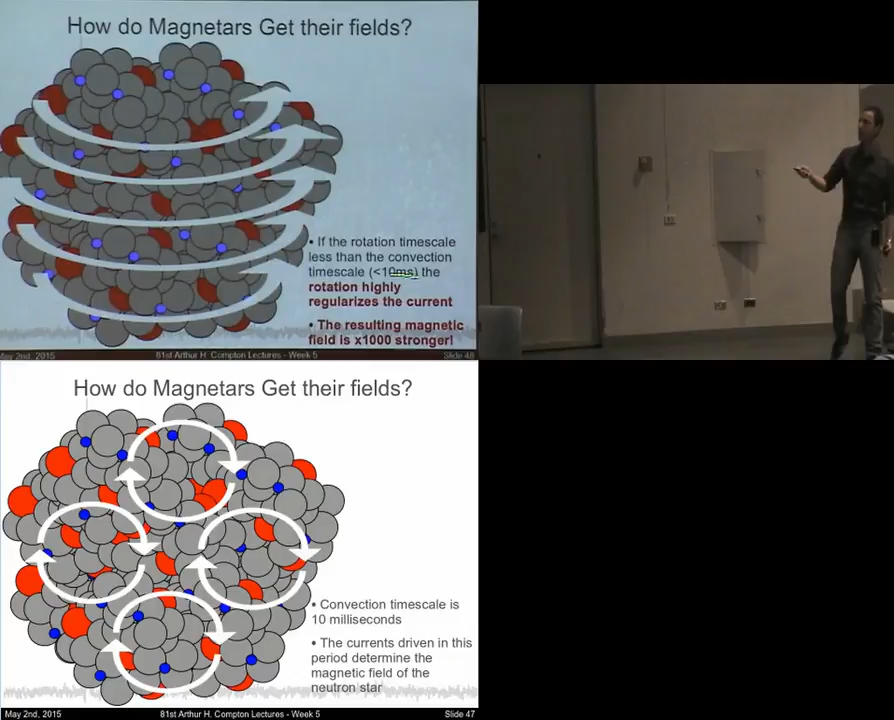 How do Magnetars Get their fields?
• If the rotation timescale
less than the convection
timescale (<10ms) the
rotation highly
regularizes the current
• The resulting magnetic
field is x1000 stronger!
May 2nd, 2015
81st Arthur H. Compton Lectures - Week 5
Slide 48
How do Magnetars Get their fields?
• Convection timescale is
10 milliseconds
• The currents driven in this
period determine the
magnetic field of the
neutron star
May 2nd, 2015
81st Arthur H. Compton Lectures - Week 5
Slide 47